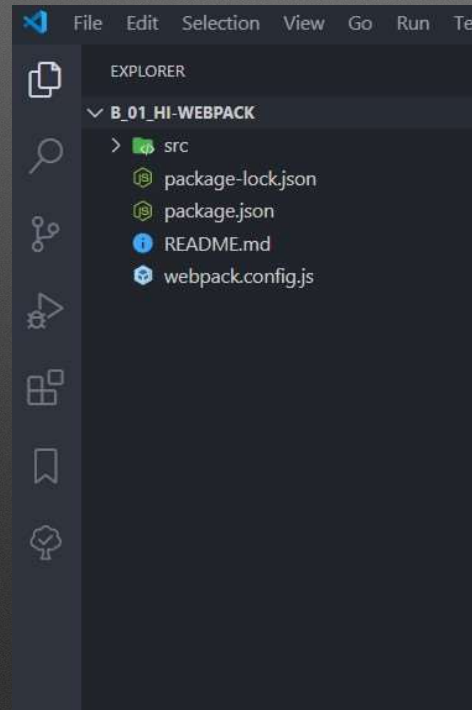 File Edit Selection View Go Run Te
EXPLORER
B_01_HI-WEBPACK
src
package-lock.json
package.json
README.md
webpack.config.js